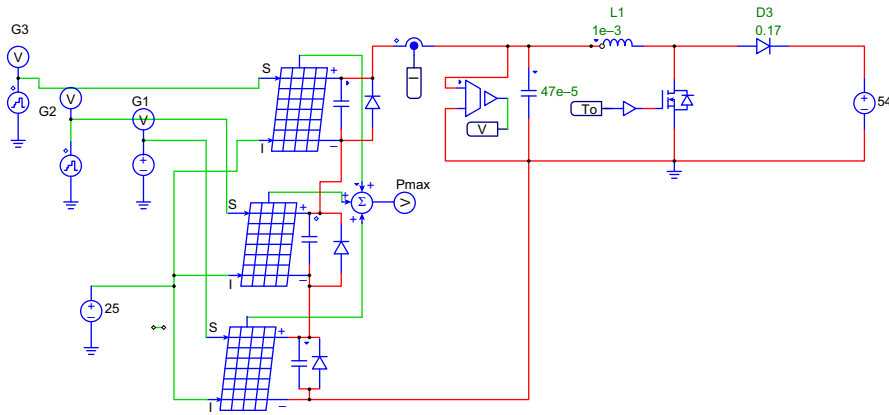 G3
V
L1
1e-3
D3
0.17
S
+
I
−
V
G2
V
G1
V
+
−
I
V
47e-5
To
54
S
+
I
−
Pmax
+
+
+
Σ
V
+
−
25
S
+
I
−